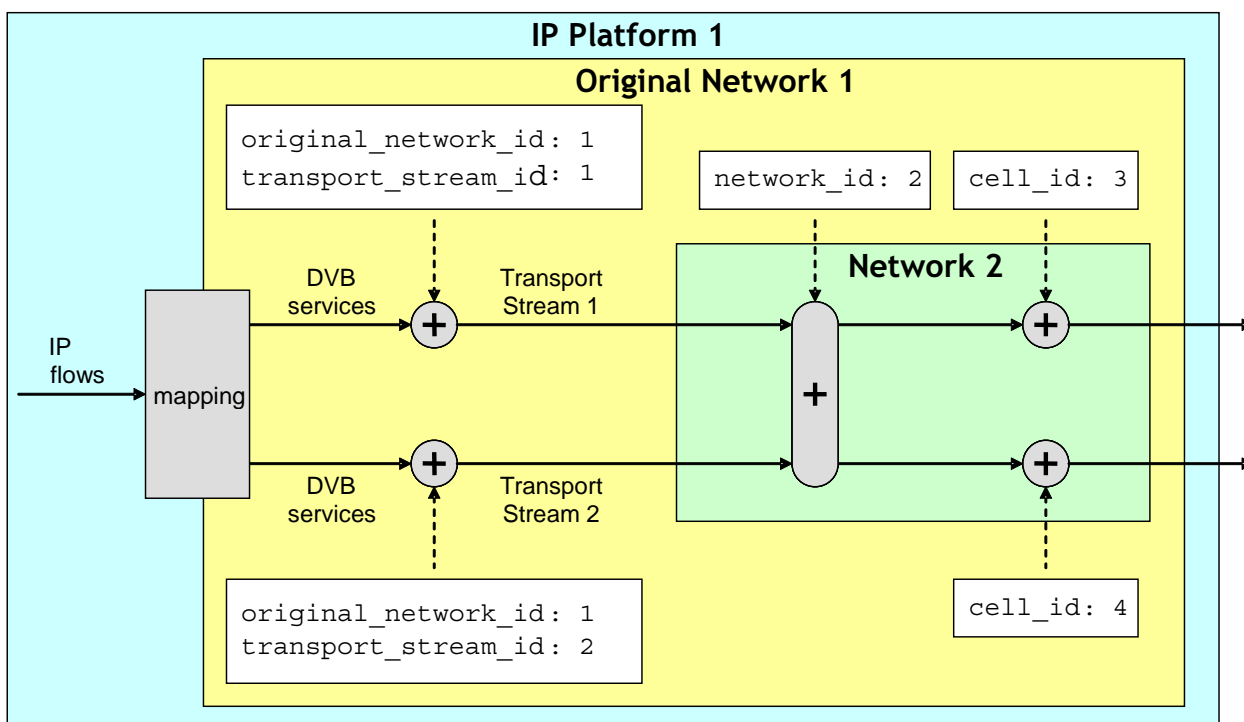 IP Platform 1
Original Network 1
original_network_id: 1
transport_stream_id: 1
network_id: 2
cell_id: 3
Network 2
DVB
services
Transport
Stream 1
+
+
IP
flows
mapping
+
+
+
DVB
services
Transport
Stream 2
original_network_id: 1
transport_stream_id: 2
cell_id: 4